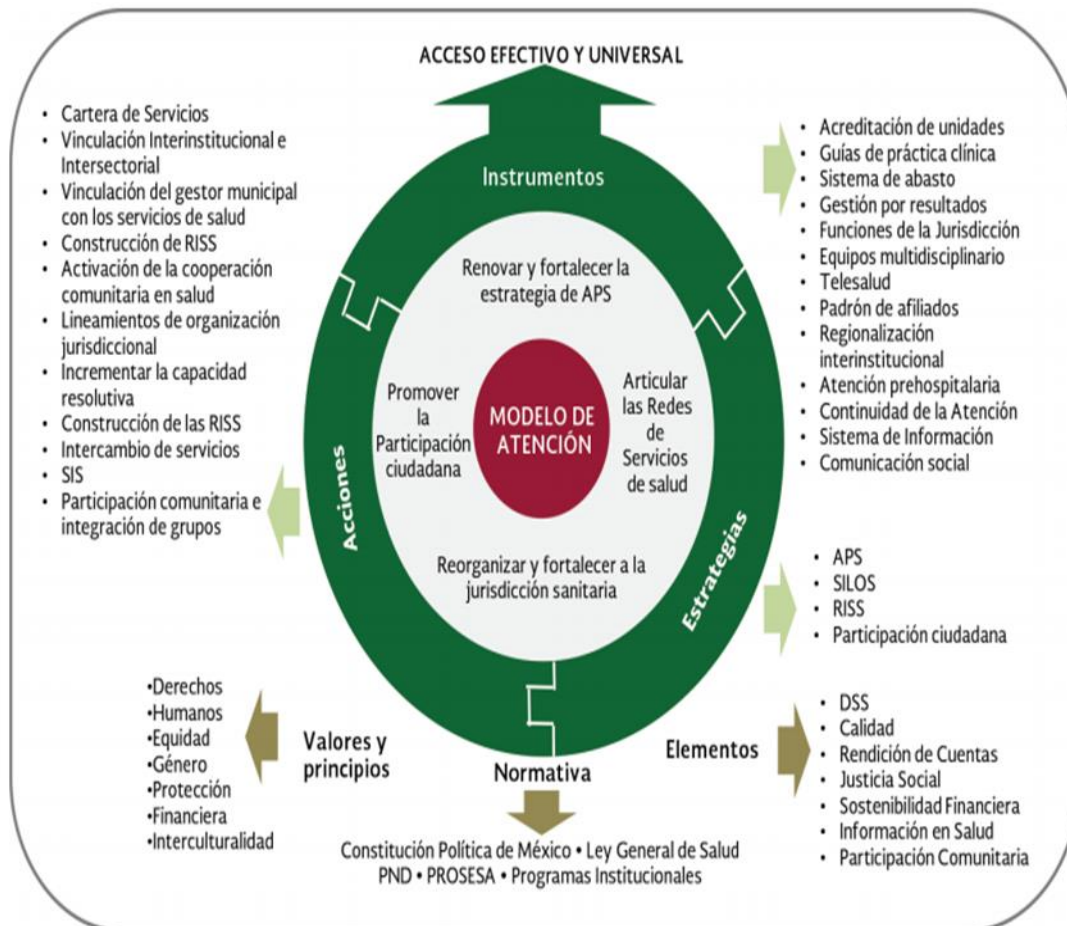 ACCESO EFECTIVO Y UNIVERSAL
• Cartera de Servicios
• Vinculación Interinstitucional e
Intersectorial
• Vinculación del gestor municipal
con los servicios de salud
• Construcción de RISS
• Activación de la cooperación
comunitaria en salud
• Lineamientos de organización
jurisdiccional
• Incrementar la capacidad
resolutiva
• Construcción de las RISS
• Intercambio de servicios
• SIS
• Participación comunitaria e
integración de grupos
Instrumentos
Renovar y fortalecer la
estrategia de APS
Promover
la
Participación
ciudadana
MODELO DE
ATENCIÓN
Articular
las Redes
de
Servicios
de salud
Reorganizar y fortalecer a la
jurisdicción sanitaria
Acciones
Estrategias
• Acreditación de unidades
• Guías de práctica clínica
• Sistema de abasto
• Gestión por resultados
• Funciones de la Jurisdicción
• Equipos multidisciplinario
• Telesalud
• Padrón de afiliados
• Regionalización
interinstitucional
• Atención prehospitalaria
• Continuidad de la Atención
• Sistema de Información
• Comunicación social
• APS
• SILOS
• RISS
• Participación ciudadana
•Derechos
•Humanos
•Equidad
•Género
•Protección
•Financiera
•Interculturalidad
Valores y
principios
Normativa
Constitución Política de México • Ley General de Salud
PND • PROSESA • Programas Institucionales
Elementos
• DSS
• Calidad
• Rendición de Cuentas
• Justicia Social
• Sostenibilidad Financiera
• Información en Salud
• Participación Comunitaria